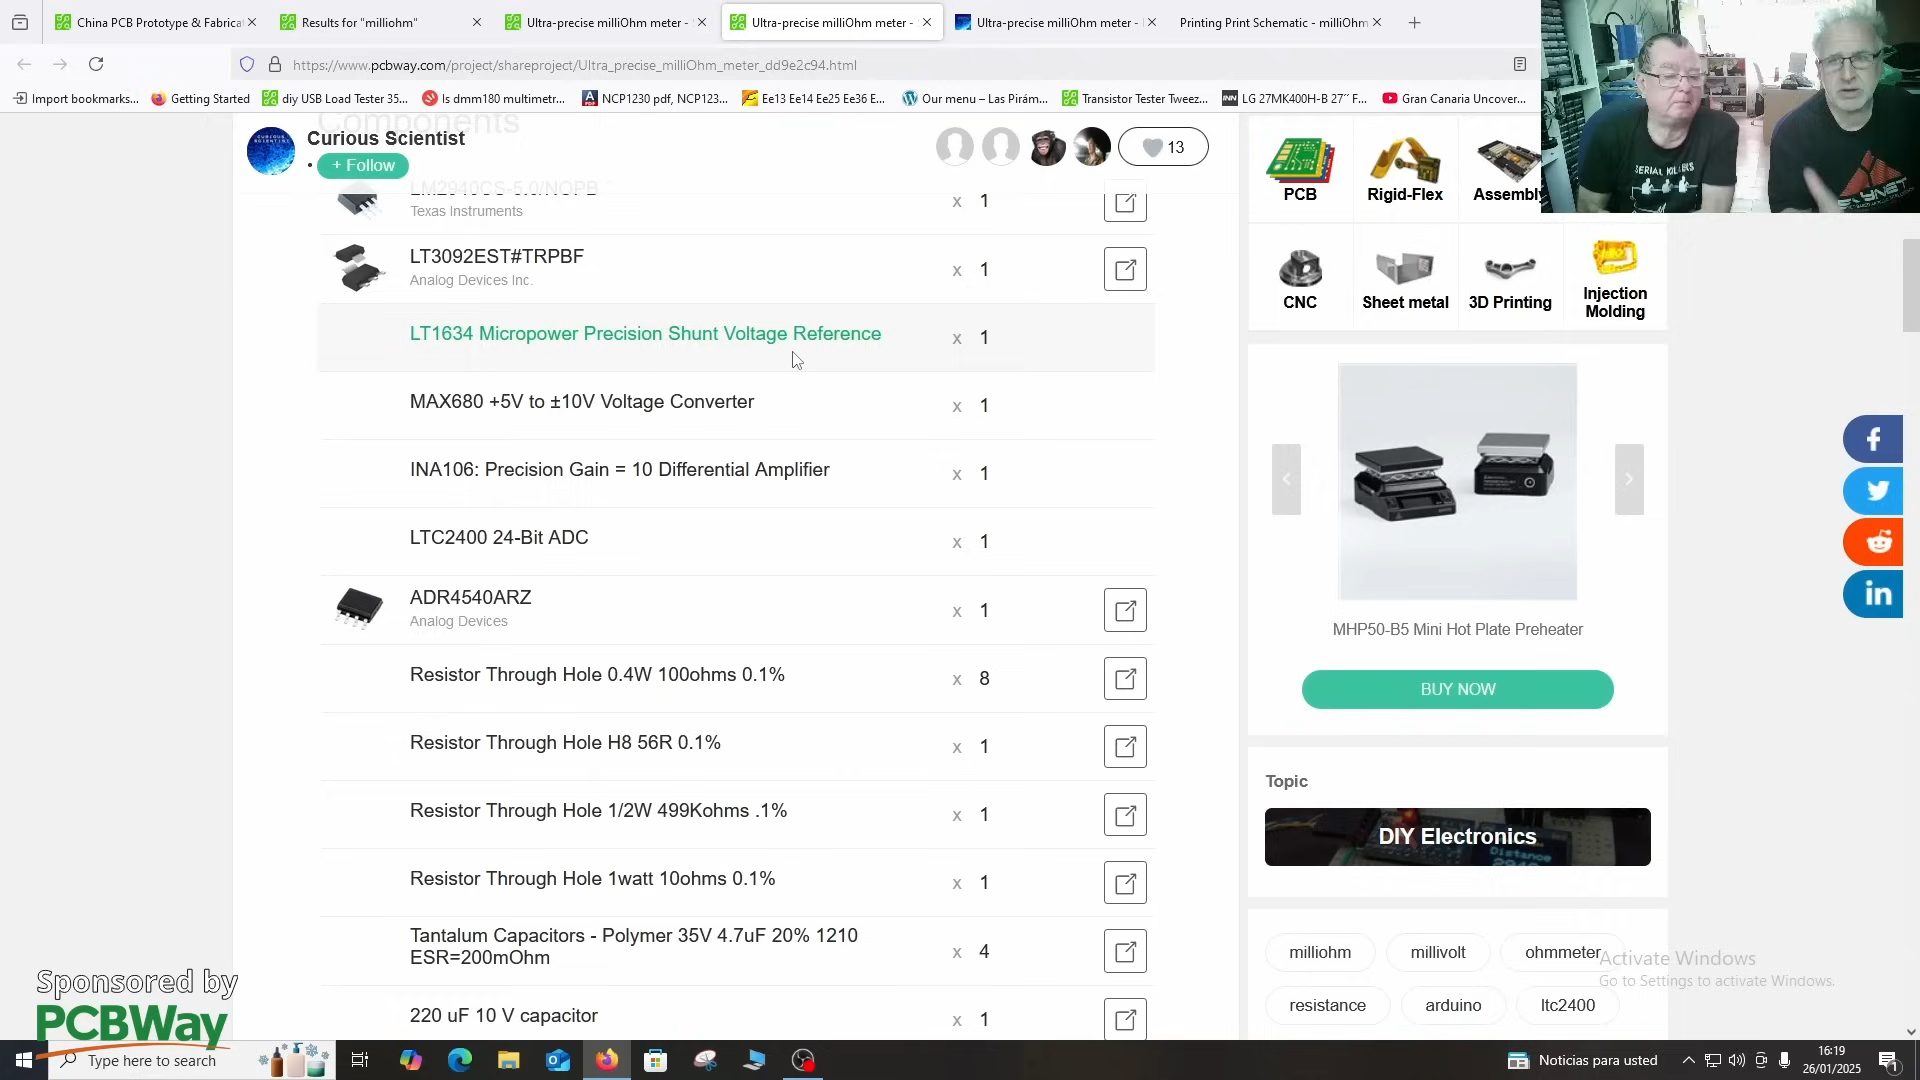 China PCB Prototype & Fabrica
Results for "milliohm"
Ultra-precise milliOhm meter -
Ultra-precise milliOhm meter -
Ultra-precise milliOhm meter -
Printing Print Schematic - milliOhm
https://www.pcbway.com/project/shareproject/Ultra_precise_milliOhm_meter_dd9e2c94.html
Import bookmarks...
Getting Started
diy USB Load Tester 35...
Is dmm180 multimetr...
NCP1230 pdf, NCP123...
Ee13 Ee14 Ee25 Ee36 E...
Our menu – Las Pirám...
Transistor Tester Tweez...
LG 27MK400H-B 27˝ F...
Gran Canaria Uncover...
Components
Curious Scientist
+ Follow
13
LM2940CS-5.0/NOPB
Texas Instruments
x 1
LT3092EST#TRPBF
Analog Devices Inc.
x 1
LT1634 Micropower Precision Shunt Voltage Reference
x 1
MAX680 +5V to ±10V Voltage Converter
x 1
INA106: Precision Gain = 10 Differential Amplifier
x 1
LTC2400 24-Bit ADC
x 1
ADR4540ARZ
Analog Devices
x 1
Resistor Through Hole 0.4W 100ohms 0.1%
x 8
Resistor Through Hole H8 56R 0.1%
x 1
Resistor Through Hole 1/2W 499Kohms .1%
x 1
Resistor Through Hole 1watt 10ohms 0.1%
x 1
Tantalum Capacitors - Polymer 35V 4.7uF 20% 1210
ESR=200mOhm
x 4
220 uF 10 V capacitor
x 1
PCB
Rigid-Flex
Assembly
CNC
Sheet metal
3D Printing
Injection
Molding
SERIAL KILLERS
SKYNET
MHP50-B5 Mini Hot Plate Preheater
BUY NOW
Topic
DIY Electronics
Distance
milliohm
millivolt
ohmmeter
resistance
arduino
ltc2400
Activate Windows
Go to Settings to activate Windows.
Sponsored by
PCBWay
Type here to search
Noticias para usted
16:19
26/01/2025
1